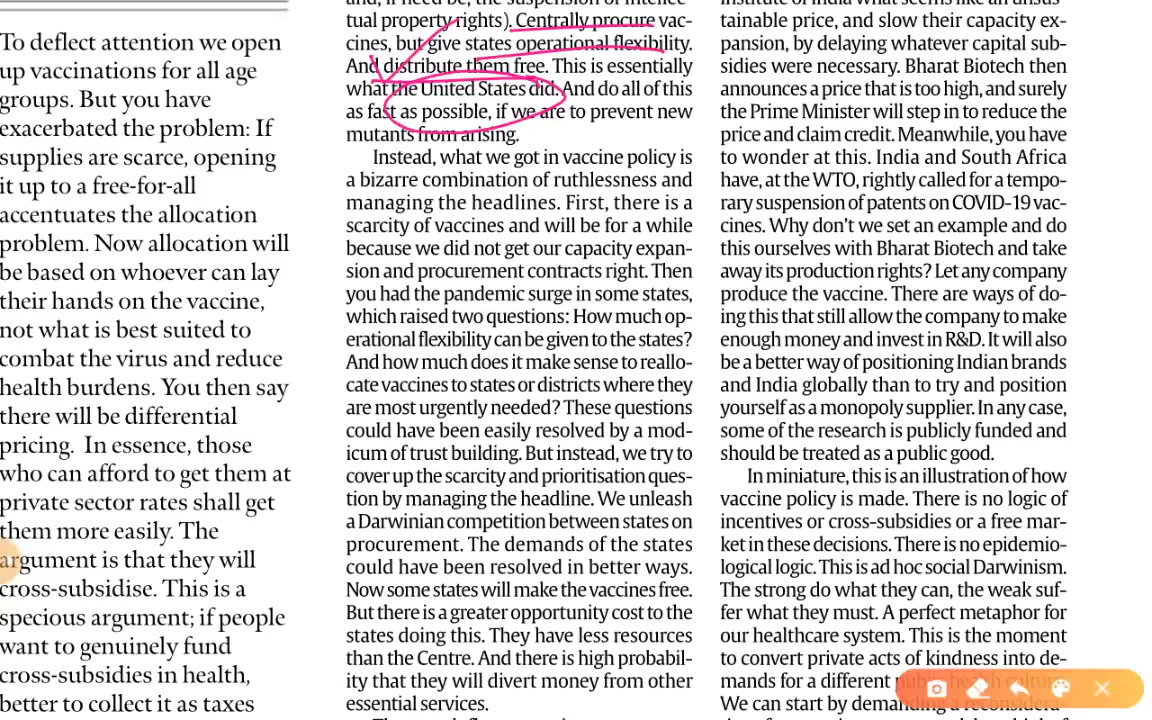 To deflect attention we open
up vaccinations for all age
groups. But you have
exacerbated the problem: If
supplies are scarce, opening
it up to a free-for-all
accentuates the allocation
problem. Now allocation will
be based on whoever can lay
their hands on the vaccine,
not what is best suited to
combat the virus and reduce
health burdens. You then say
there will be differential
pricing. In essence, those
who can afford to get them at
private sector rates shall get
them more easily. The
argument is that they will
cross-subsidise. This is a
specious argument; if people
want to genuinely fund
cross-subsidies in health,
better to collect it as taxes
tual property rights). Centrally procure vac-
cines, but give states operational flexibility.
And distribute them free. This is essentially
what the United States did. And do all of this
as fast as possible, if we are to prevent new
mutants from arising.
Instead, what we got in vaccine policy is
a bizarre combination of ruthlessness and
managing the headlines. First, there is a
scarcity of vaccines and will be for a while
because we did not get our capacity expan-
sion and procurement contracts right. Then
you had the pandemic surge in some states,
which raised two questions: How much op-
erational flexibility can be given to the states?
And how much does it make sense to reallo-
cate vaccines to states or districts where they
are most urgently needed? These questions
could have been easily resolved by a mod-
icum of trust building. But instead, we try to
cover up the scarcity and prioritisation ques-
tion by managing the headline. We unleash
a Darwinian competition between states on
procurement. The demands of the states
could have been resolved in better ways.
Now some states will make the vaccines free.
But there is a greater opportunity cost to the
states doing this. They have less resources
than the Centre. And there is high probabil-
ity that they will divert money from other
essential services.
tainable price, and slow their capacity ex-
pansion, by delaying whatever capital sub-
sidies were necessary. Bharat Biotech then
announces a price that is too high, and surely
the Prime Minister will step in to reduce the
price and claim credit. Meanwhile, you have
to wonder at this. India and South Africa
have, at the WTO, rightly called for a tempo-
rary suspension of patents on COVID-19 vac-
cines. Why don't we set an example and do
this ourselves with Bharat Biotech and take
away its production rights? Let any company
produce the vaccine. There are ways of do-
ing this that still allow the company to make
enough money and invest in R&D. It will also
be a better way of positioning Indian brands
and India globally than to try and position
yourself as a monopoly supplier. In any case,
some of the research is publicly funded and
should be treated as a public good.
In miniature, this is an illustration of how
vaccine policy is made. There is no logic of
incentives or cross-subsidies or a free mar-
ket in these decisions. There is no epidemio-
logical logic. This is ad hoc social Darwinism.
The strong do what they can, the weak suf-
fer what they must. A perfect metaphor for
our healthcare system. This is the moment
to convert private acts of kindness into de-
mands for a different public health culture.
We can start by demanding a